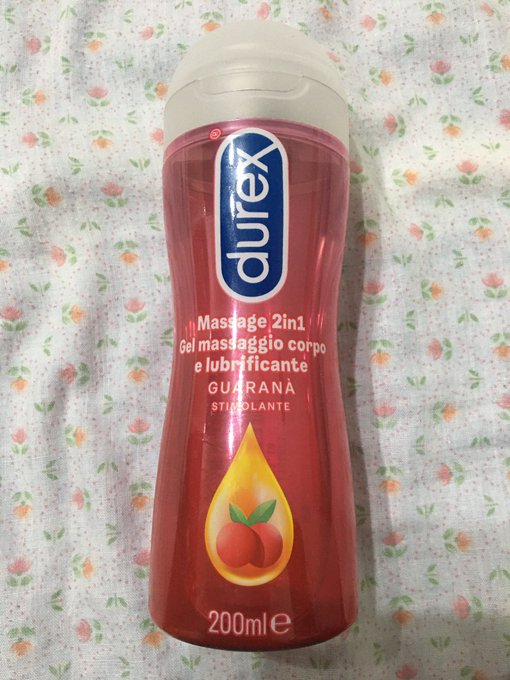 durex
Massage 2in1
Gel massaggio corpo
e lubrificante
GUARANÀ
STIMOLANTE
200ml e